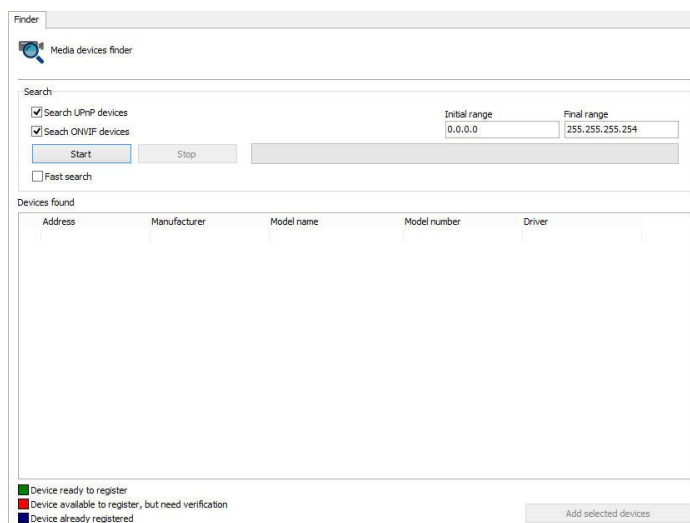 Finder
Media devices finder
Search
Search UPnP devices
Seach ONVIF devices
Initial range
Final range
0.0.0.0
255.255.255.254
Start
Stop
Fast search
Devices found
Address Manufacturer Model name Model number Driver
Device ready to register
Device available to register, but need verification
Device already registered
Add selected devices